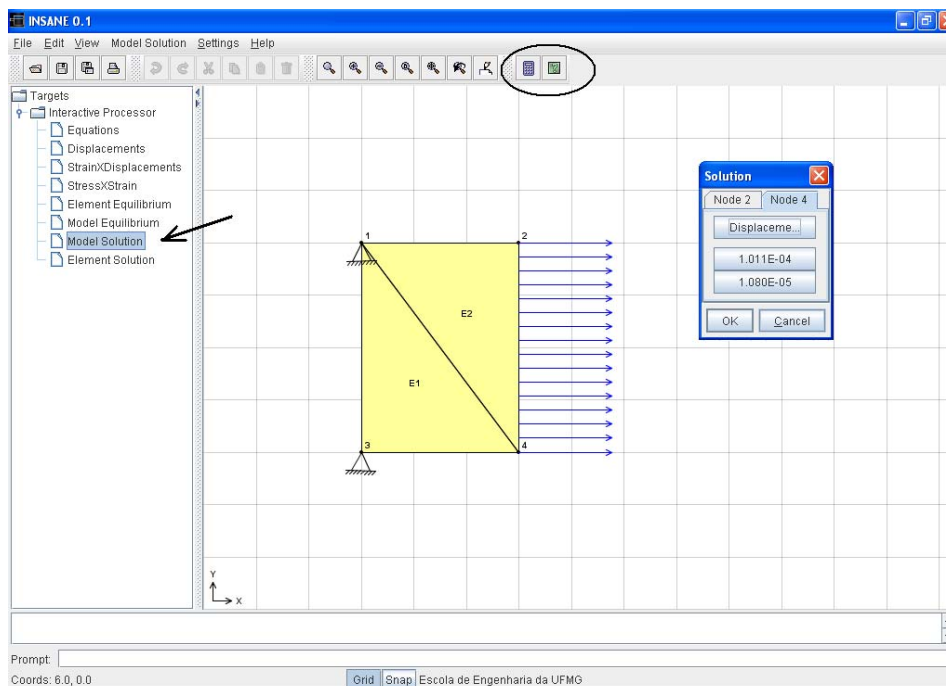 INSANE 0.1
File Edit View Model Solution Settings Help
Targets
Interactive Processor
Equations
Displacements
StrainXDisplacements
StressXStrain
Element Equilibrium
Model Equilibrium
Model Solution
Element Solution
1
2
E2
E1
3
4
Y
X
Solution
Node 2 Node 4
Displaceme...
1.011E-04
1.080E-05
OK Cancel
Prompt:
Coords: 6.0, 0.0 Grid Snap Escola de Engenharia da UFMG